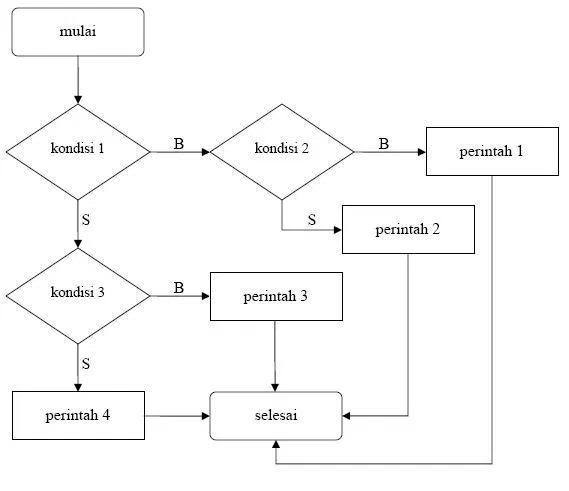 mulai
kondisi 1
B
kondisi 2
B
perintah 1
S
S
perintah 2
kondisi 3
B
perintah 3
S
perintah 4
selesai